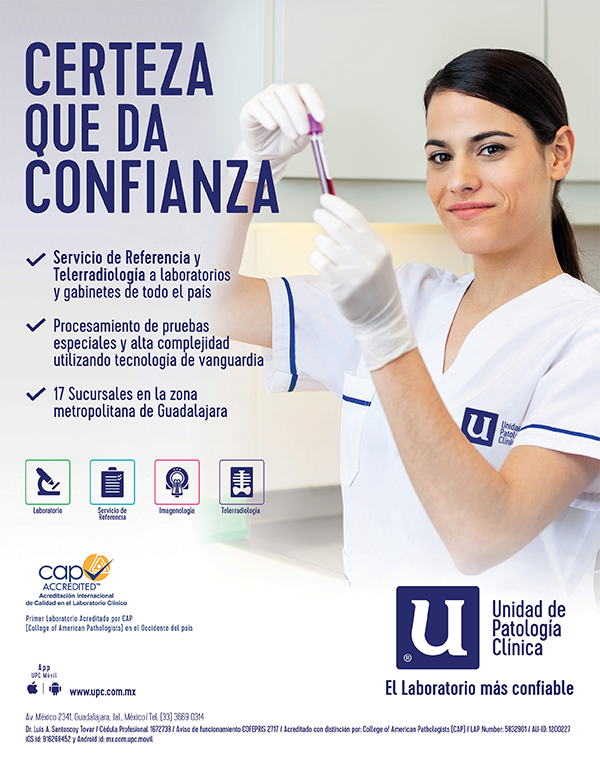 CERTEZA
QUE DA
CONFIANZA
Servicio de Referencia y
Telerradiología a laboratorios
y gabinetes de todo el país
Procesamiento de pruebas
especiales y alta complejidad
utilizando tecnología de vanguardia
17 Sucursales en la zona
metropolitana de Guadalajara
u Unidad
Patología
Clínica
Laboratorio
Servicio de
Referencia
Imagenología
Telerradiología
cap
ACCREDITED™
Acreditación Internacional
de Calidad en el Laboratorio Clínico
Primer Laboratorio Acreditado por CAP
(College of American Pathologists) en el Occidente del país
u ®
Unidad de
Patología
Clínica
El Laboratorio más confiable
App
UPC Móvil
www.upc.com.mx
Av. México 2341, Guadalajara, Jal., México/ Tel. (33) 3669 0314
Dr. Luis A. Santoscoy Tovar / Cédula Profesional 1672739 / Aviso de funcionamiento COFEPRIS 2717 / Acreditado con distinción por: College of American Pathologists (CAP) / LAP Number: 5832901 / AU-ID: 1200227
iOS id: 916268452 y Android id: mx.com.upc.movil